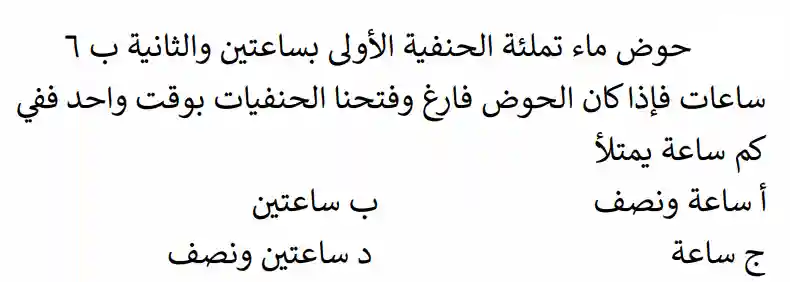 حوض ماء تملئة الحنفية الأولى بساعتين والثانية ب ٦
ساعات فإذا كان الحوض فارغ وفتحنا الحنفيات بوقت واحد ففي
كم ساعة يمتلأ
أ ساعة ونصف ب ساعتين
ج ساعة د ساعتين ونصف